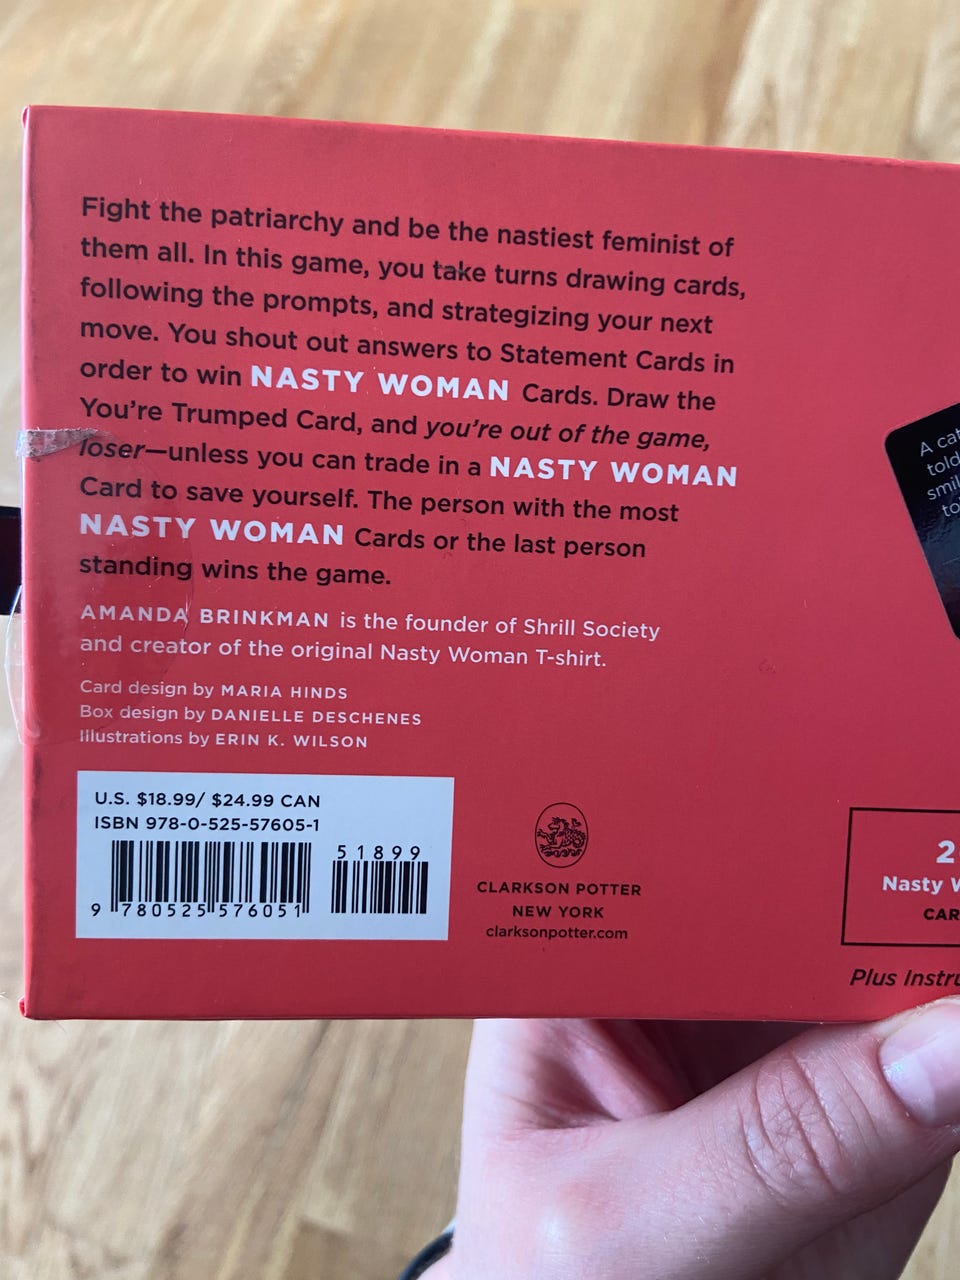 Fight the patriarchy and be the nastiest feminist of
them all. In this game, you take turns drawing cards,
following the prompts, and strategizing your next
move. You shout out answers to Statement Cards in
order to win NASTY WOMAN Cards. Draw the
You're Trumped Card, and you're out of the game,
loser—unless you can trade in a NASTY WOMAN
Card to save yourself. The person with the most
NASTY WOMAN Cards or the last person
standing wins the game.
AMANDA BRINKMAN is the founder of Shrill Society
and creator of the original Nasty Woman T-shirt.
Card design by MARIA HINDS
Box design by DANIELLE DESCHENES
Illustrations by ERIN K. WILSON
U.S. $18.99/ $24.99 CAN
ISBN 978-0-525-57605-1
51899
9 780525 576051
CLARKSON POTTER
NEW YORK
clarksonpotter.com
A
told
to
2
Nasty
Plus